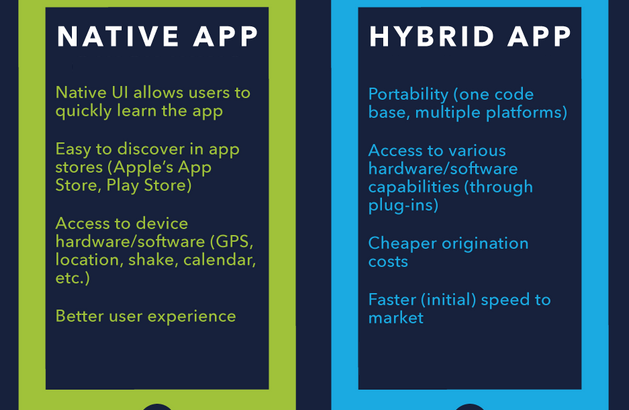 NATIVE APP
Native UI allows users to
quickly learn the app
Easy to discover in app
stores (Apple's App
Store, Play Store)
Access to device
hardware/software (GPS,
location, shake, calendar,
etc.)
Better user experience
HYBRID APP
Portability (one code
base, multiple platforms)
Access to various
hardware/software
capabilities (through
plug-ins)
Cheaper origination
costs
Faster (initial) speed to
market